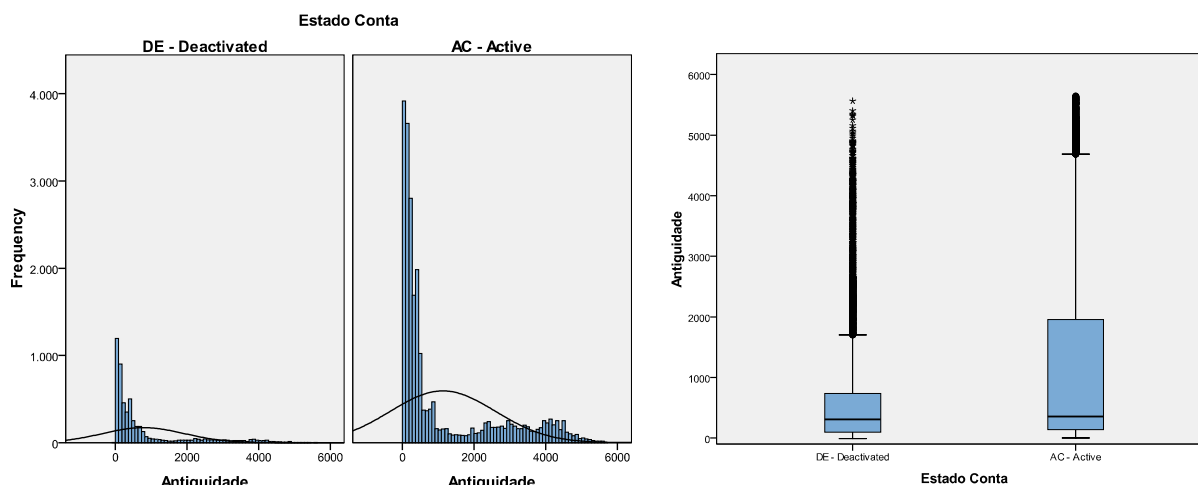 Estado Conta
DE - Deactivated
AC - Active
Frequency
4.000
3.000
2.000
1.000
0
0
2000
4000
6000
0
2000
4000
6000
Antiguidade
Antiguidade
Antiguidade
6000
5000
4000
3000
2000
1000
0
DE - Deactivated
AC - Active
Estado Conta